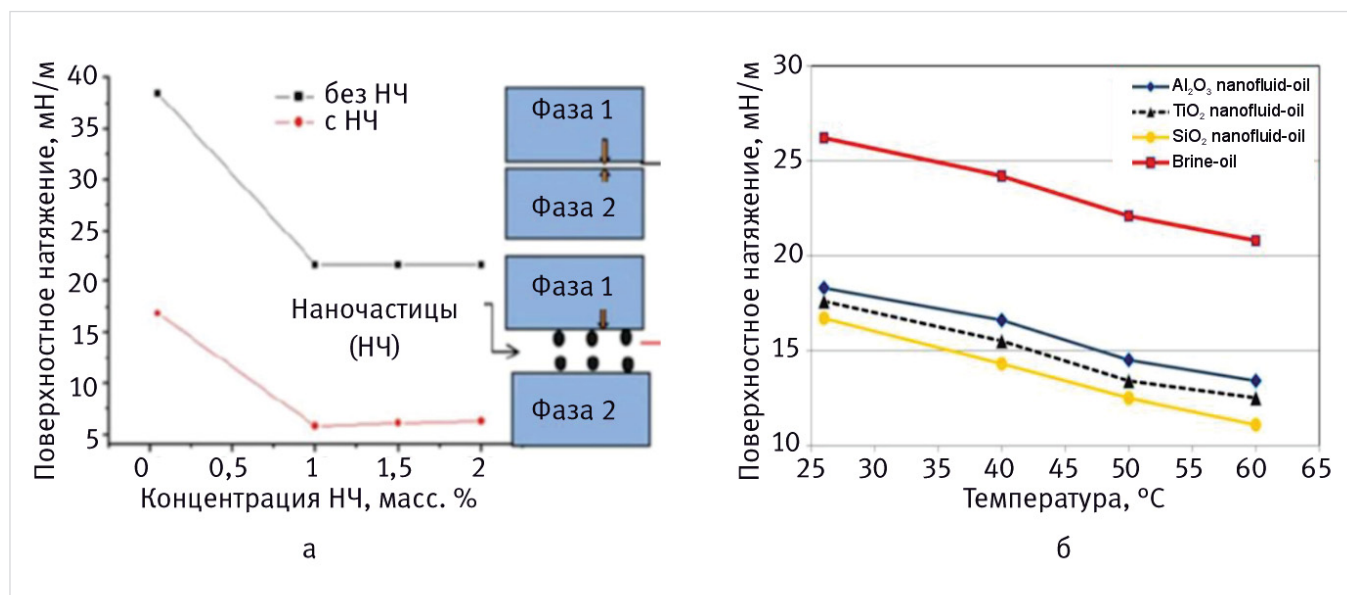 Поверхностное натяжение, мН/м
40
35
30
25
20
15
10
5
0
0,5
1
1,5
2
Концентрация НЧ, масс. %
без НЧ
с НЧ
Фаза 1
Фаза 2
Фаза 1
Наночастицы
(НЧ)
Фаза 2
а
Поверхностное натяжение, мН/м
30
25
20
15
10
25
30
35
40
45
50
55
60
65
Температура, °C
Al₂O₃ nanofluid-oil
TiO₂ nanofluid-oil
SiO₂ nanofluid-oil
Brine-oil
б